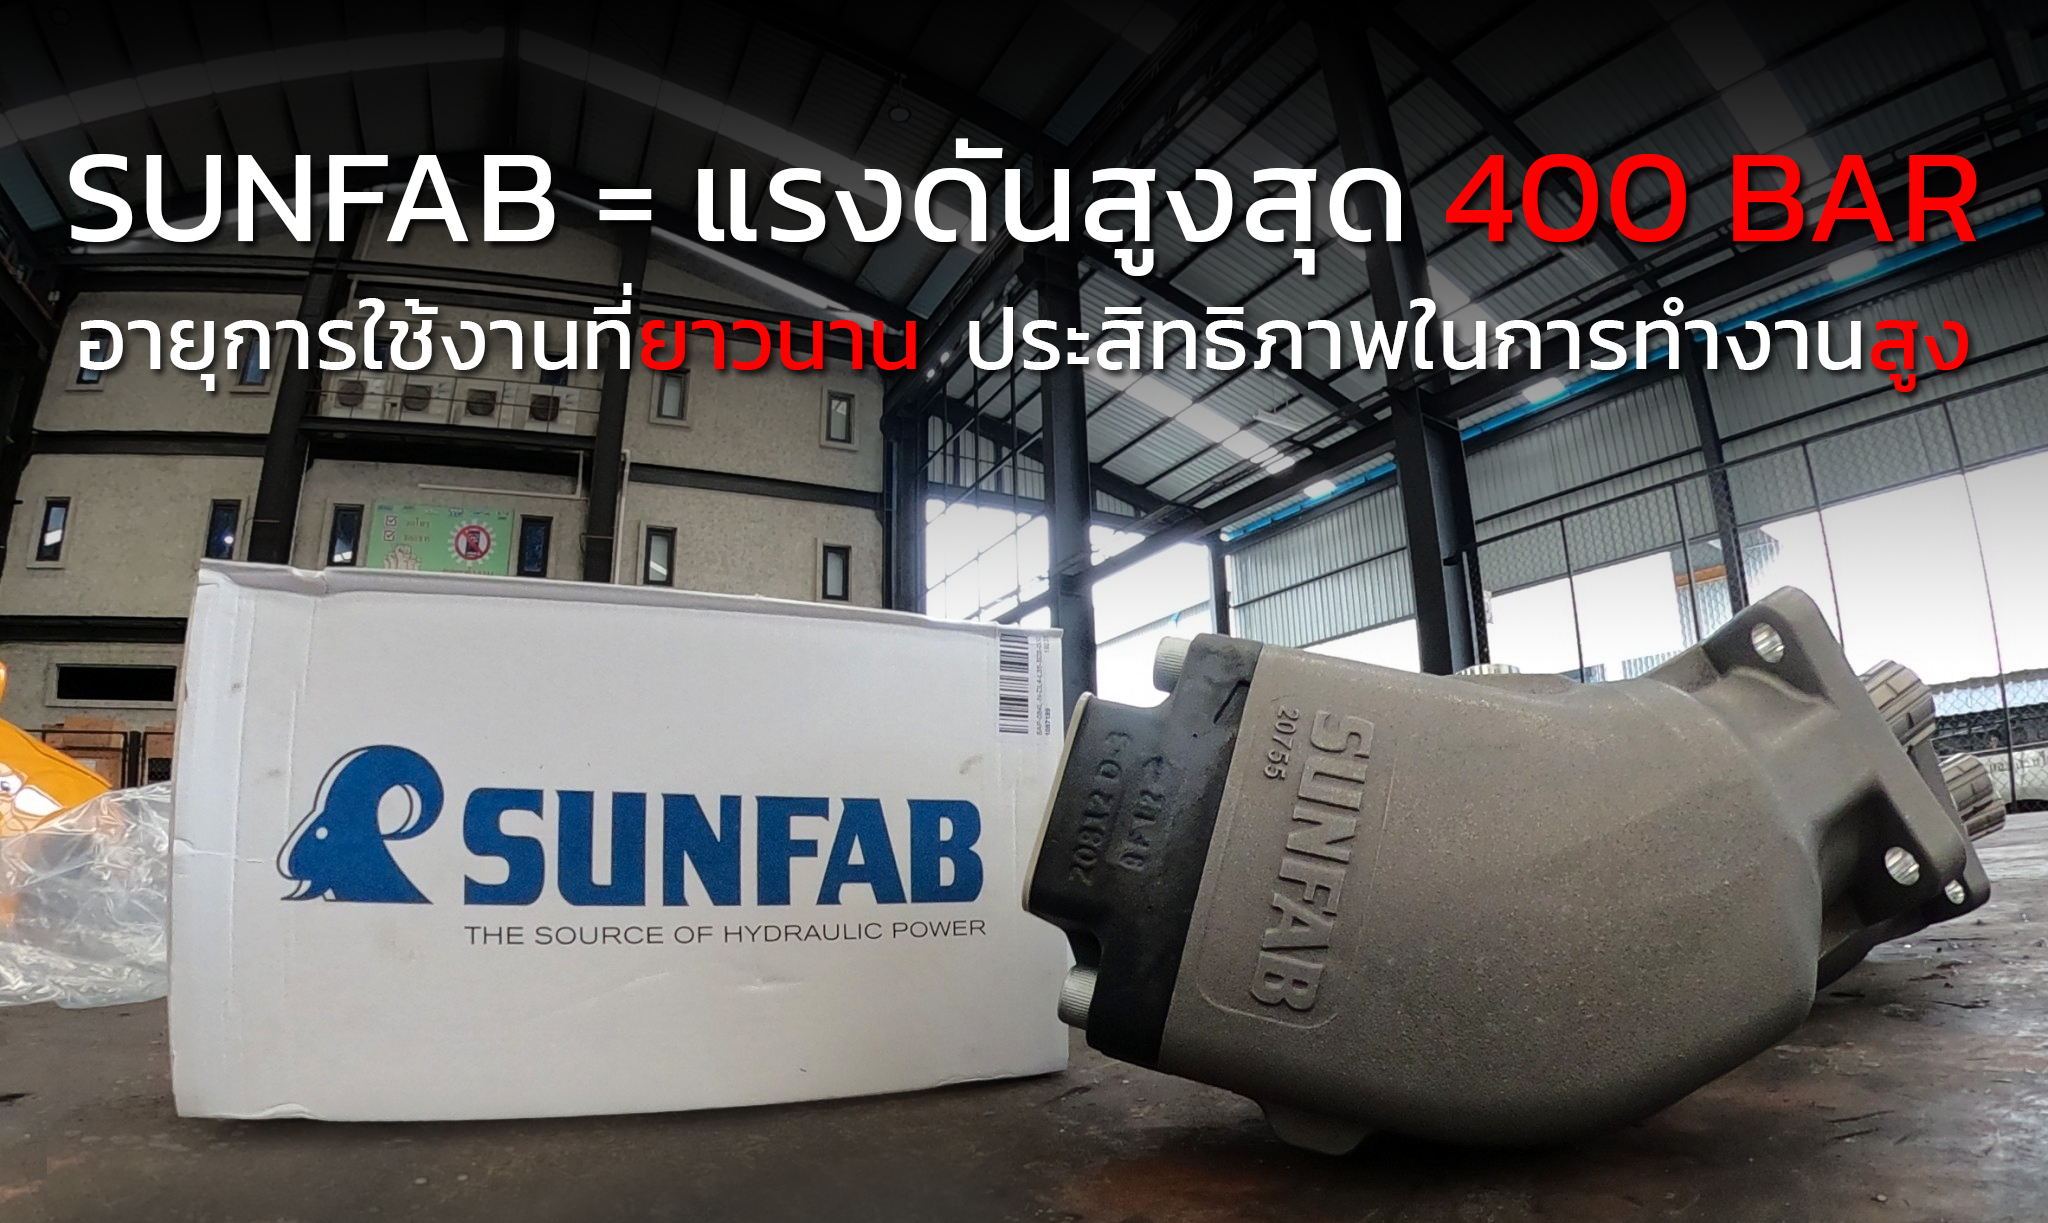 SUNFAB = แรงดันสูงสุด 400 BAR
อายุการใช้งานที่ยาวนาน ประสิทธิภาพในการทำงานสูง
SUNFAB
THE SOURCE OF HYDRAULIC POWER
SUNFAB
20755
20812 D-3